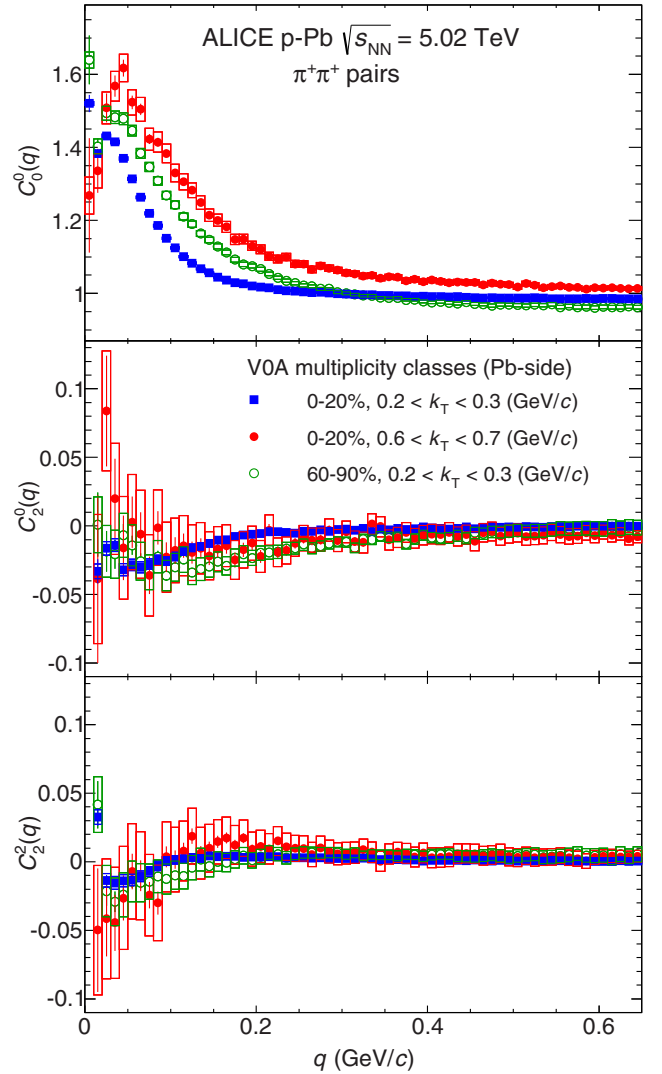 ALICE p-Pb √sNN = 5.02 TeV
π+π+ pairs
1.6
1.4
1.2
1
C00(q)
V0A multiplicity classes (Pb-side)
0-20%, 0.2 < kT < 0.3 (GeV/c)
0-20%, 0.6 < kT < 0.7 (GeV/c)
60-90%, 0.2 < kT < 0.3 (GeV/c)
0.1
0.05
0
-0.05
-0.1
C20(q)
0.1
0.05
0
-0.05
-0.1
C22(q)
0 0.2 0.4 0.6
q (GeV/c)